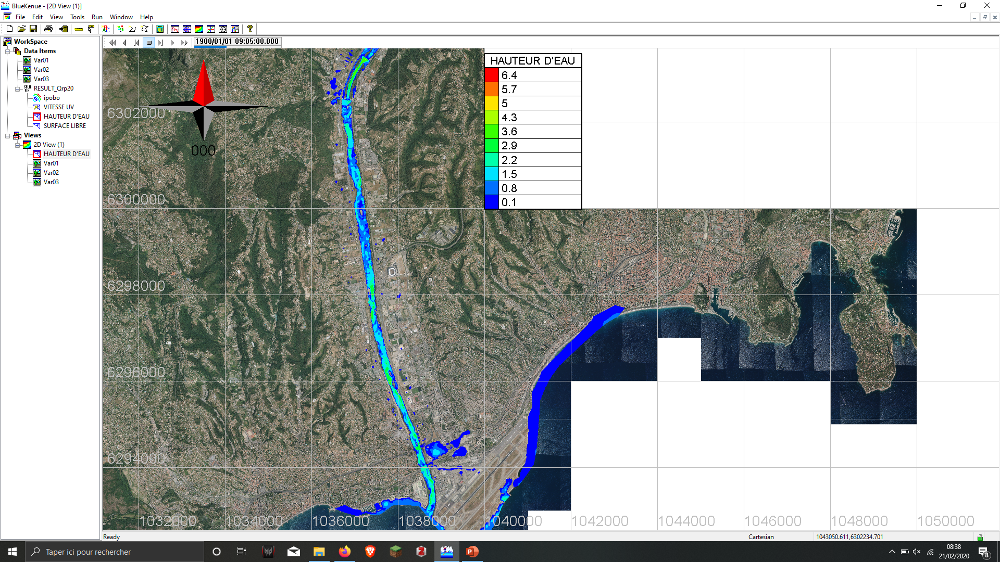 BlueKenue - [2D View (1)]
File Edit View Tools Run Window Help
1900/01/01 09:05:00.000
WorkSpace
Data Items
Var01
Var02
Var03
RESULT_Qrp20
ipobo
VITESSE UV
HAUTEUR D'EAU
SURFACE LIBRE
Views
2D View (1)
HAUTEUR D'EAU
Var01
Var02
Var03
HAUTEUR D'EAU
6.4
5.7
5
4.3
3.6
2.9
2.2
1.5
0.8
0.1
000
6302000
6300000
6298000
6296000
6294000
1032000 1034000 1036000 1038000 1040000 1042000 1044000 1046000 1048000 1050000
Ready
Cartesian
1043050.611,6302234.701
Taper ici pour rechercher
08:38
21/02/2020
8